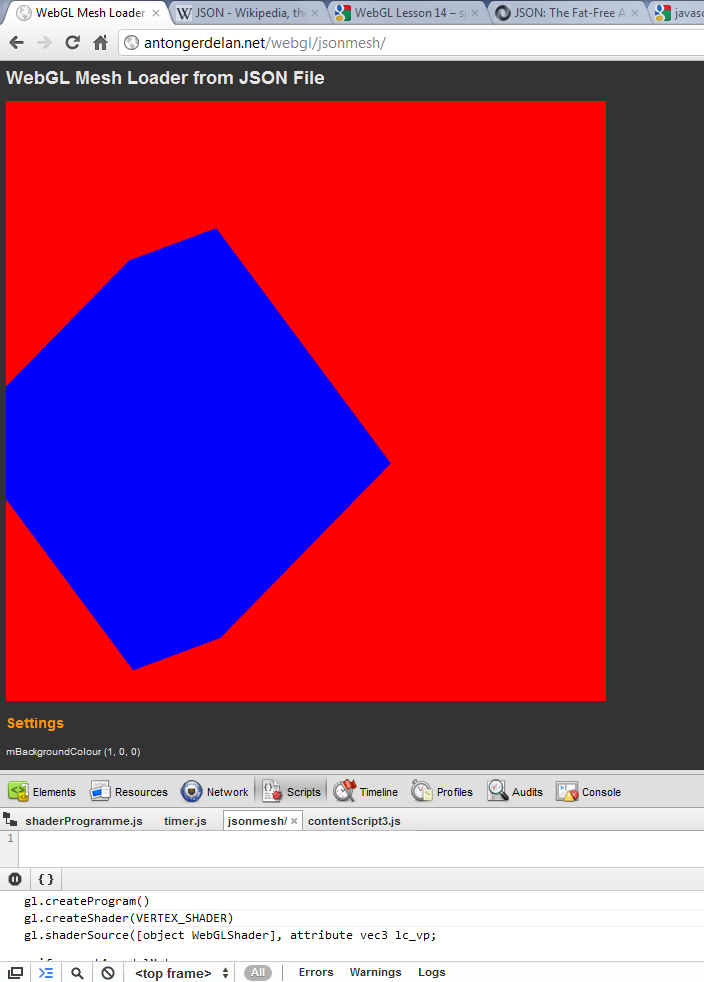 WebGL Mesh Loader
JSON - Wikipedia, the
WebGL Lesson 14 – sp
JSON: The Fat-Free A
javasc
antongerdelan.net/webgl/jsonmesh/
WebGL Mesh Loader from JSON File
Settings
mBackgroundColour (1, 0, 0)
Elements
Resources
Network
Scripts
Timeline
Profiles
Audits
Console
shaderProgramme.js
timer.js
jsonmesh/
contentScript3.js
1
{ }
gl.createProgram()
gl.createShader(VERTEX_SHADER)
gl.shaderSource([object WebGLShader], attribute vec3 lc_vp;
<top frame>
All
Errors
Warnings
Logs